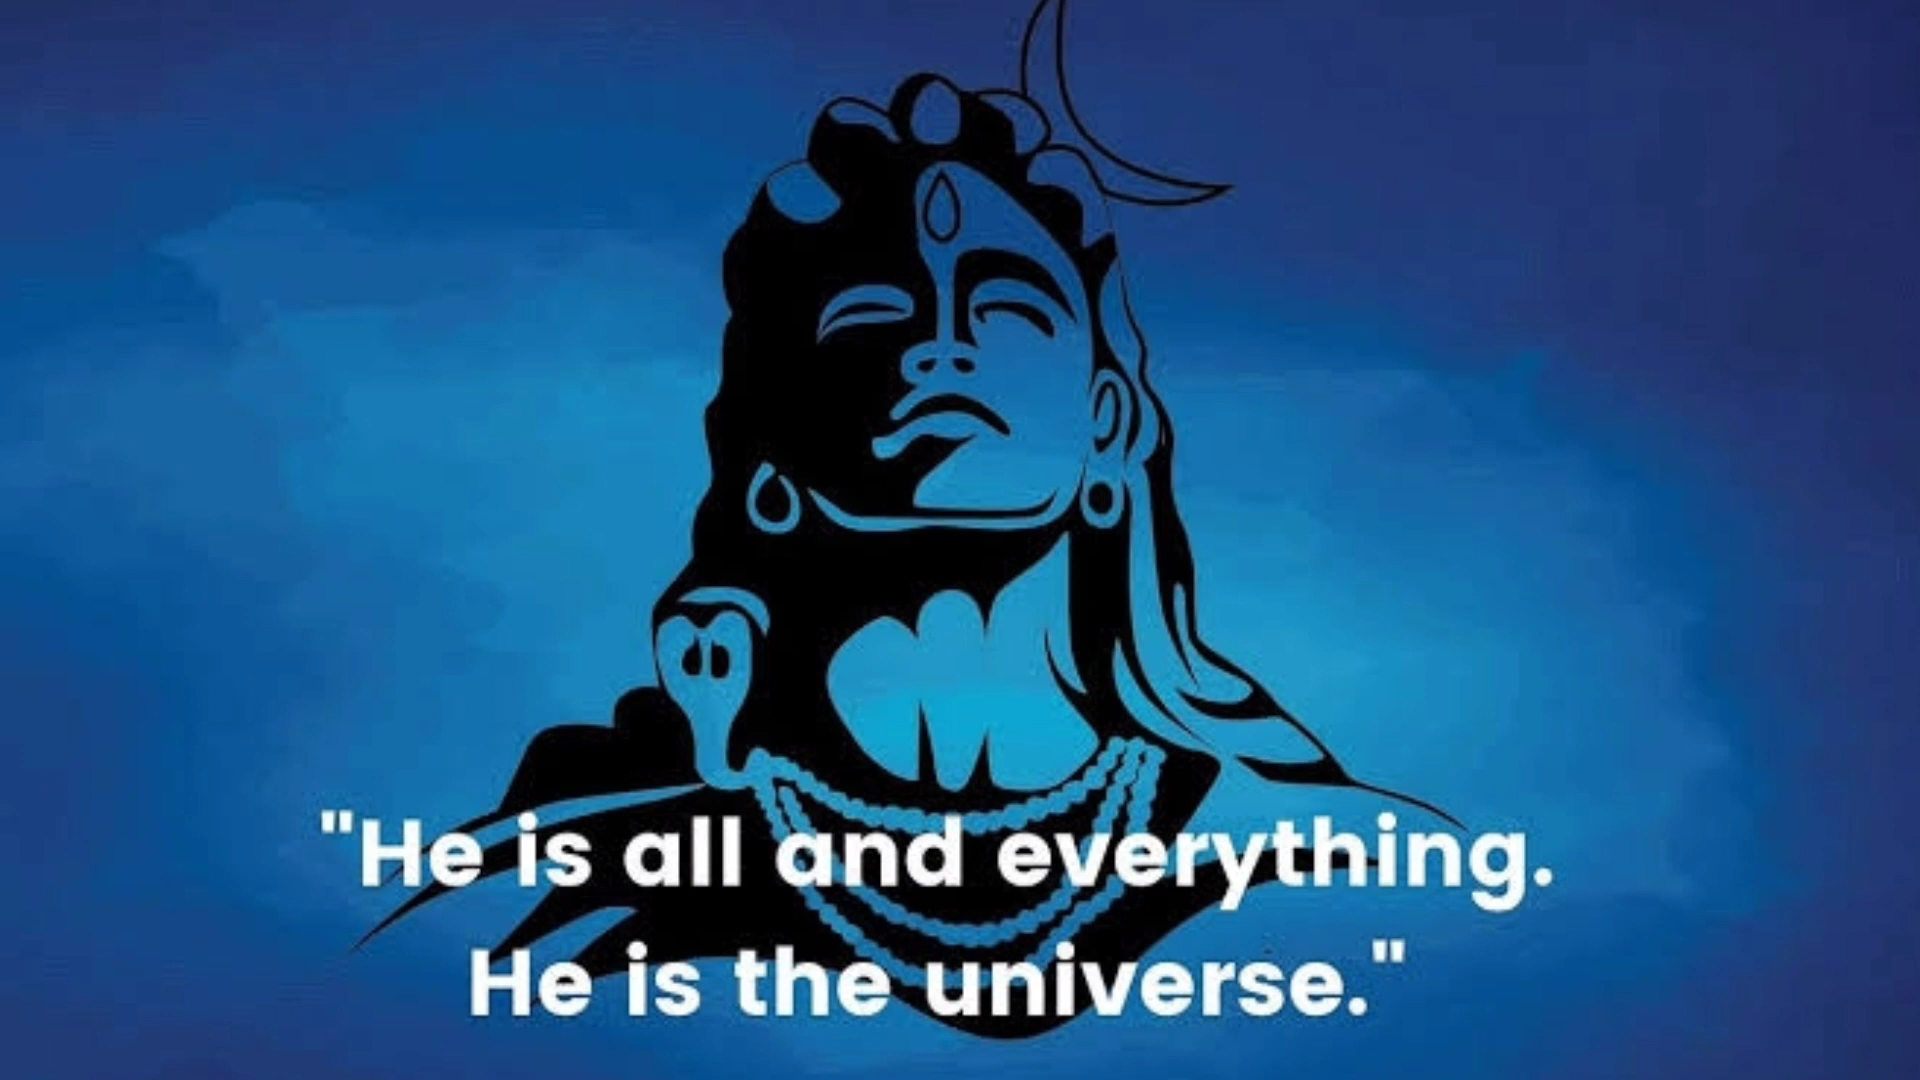 "He is all and everything.
He is the universe."